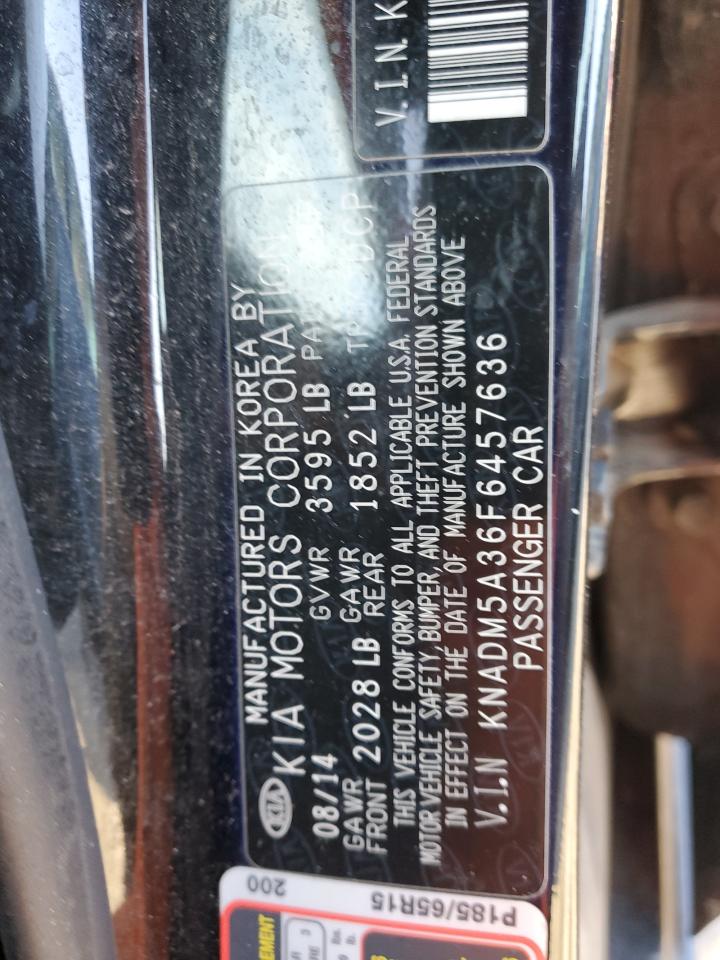 V.I.N. K
MANUFACTURED IN KOREA BY
KIA KIA MOTORS CORPORATION
08/14 GVWR 3595 LB
GAWR FRONT 2028 LB GAWR REAR 1852 LB DCP
THIS VEHICLE CONFORMS TO ALL APPLICABLE U.S.A. FEDERAL
MOTOR VEHICLE SAFETY, BUMPER, AND THEFT PREVENTION STANDARDS
IN EFFECT ON THE DATE OF MANUFACTURE SHOWN ABOVE
V.I.N KNADM5A36F6457636
PASSENGER CAR
P185/65R15
200